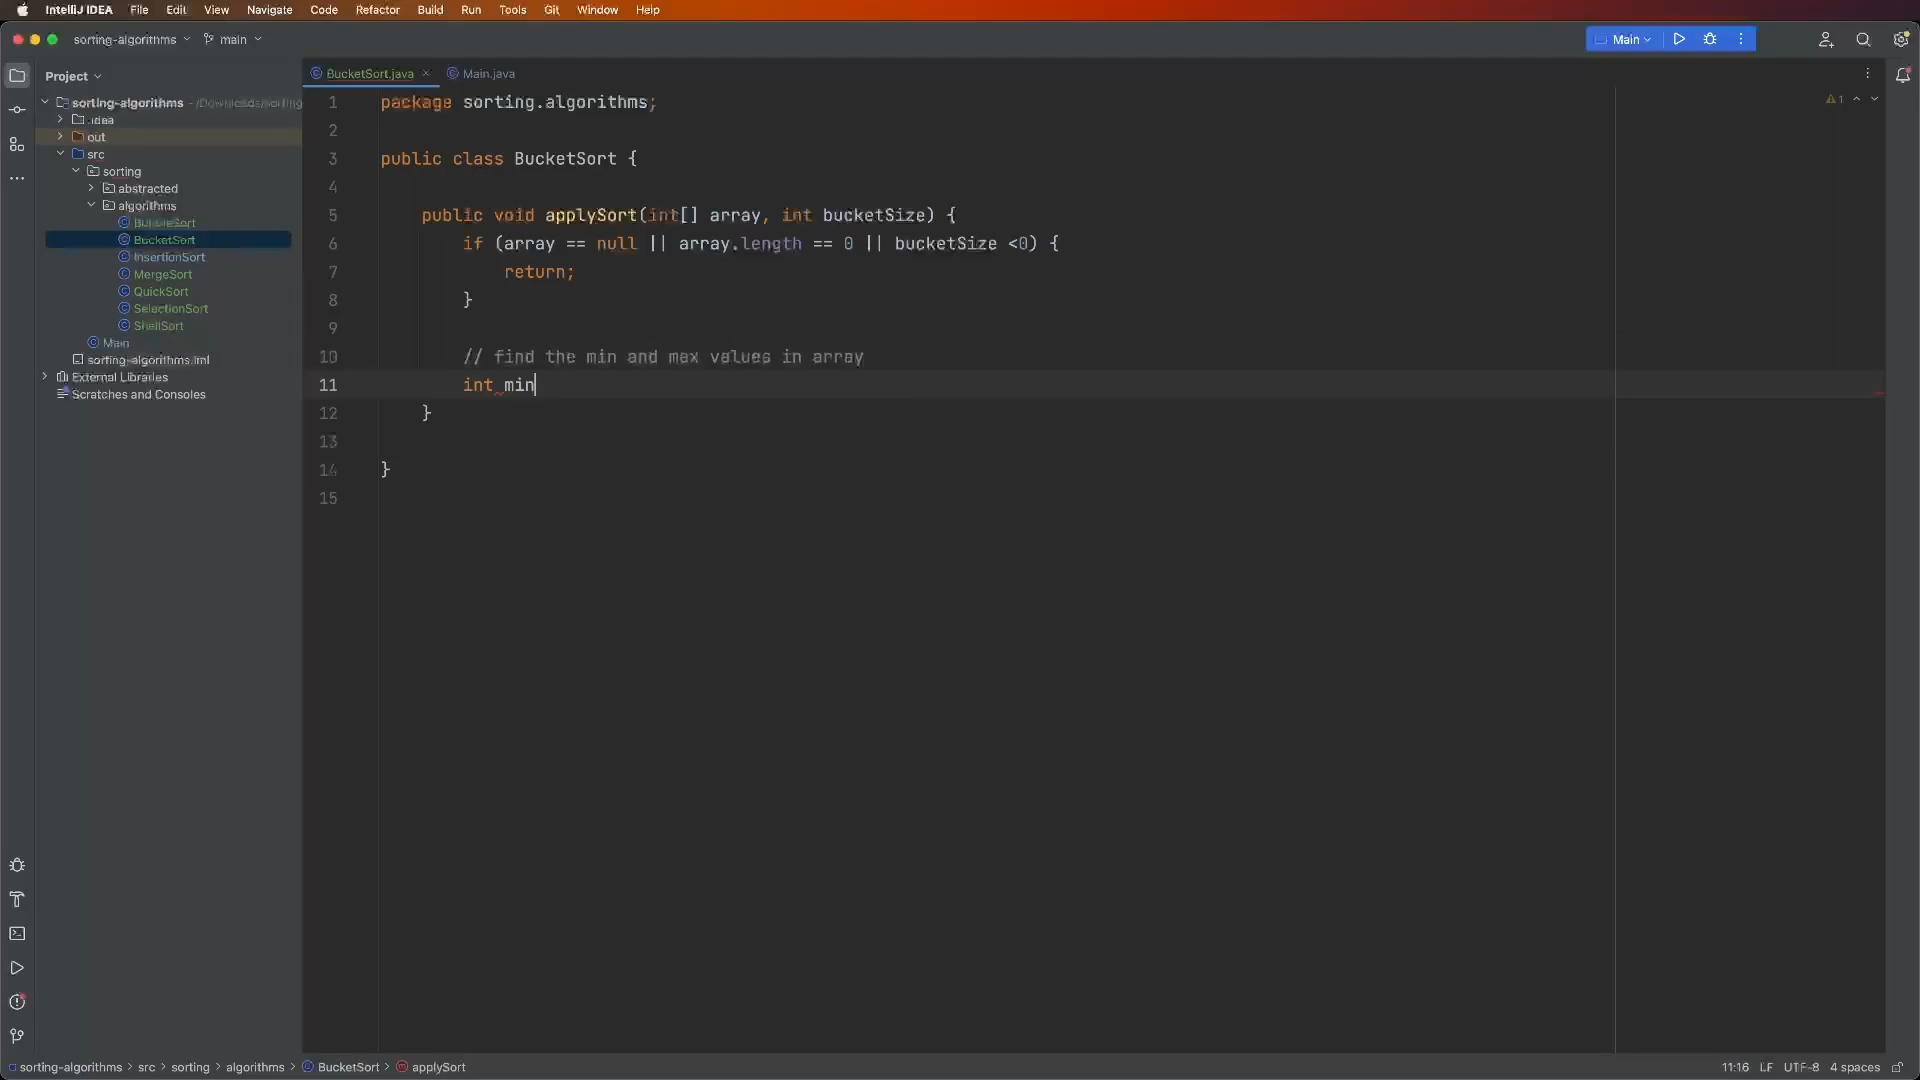 IntelliJ IDEA File Edit View Navigate Code Refactor Build Run Tools Git Window Help
sorting-algorithms main Main
Project
BucketSort.java Main.java
sorting-algorithms ~/Downloads/sorting
.idea
out
src
sorting
abstracted
algorithms
BubbleSort
BucketSort
InsertionSort
MergeSort
QuickSort
SelectionSort
ShellSort
Main
sorting-algorithms.iml
External Libraries
Scratches and Consoles
1 package sorting.algorithms;
2
3 public class BucketSort {
4
5 public void applySort(int[] array, int bucketSize) {
6 if (array == null || array.length == 0 || bucketSize <0) {
7 return;
8 }
9
10 // find the min and max values in array
11 int min
12 }
13
14 }
15
1
sorting-algorithms > src > sorting > algorithms > BucketSort > applySort
11:16 LF UTF-8 4 spaces